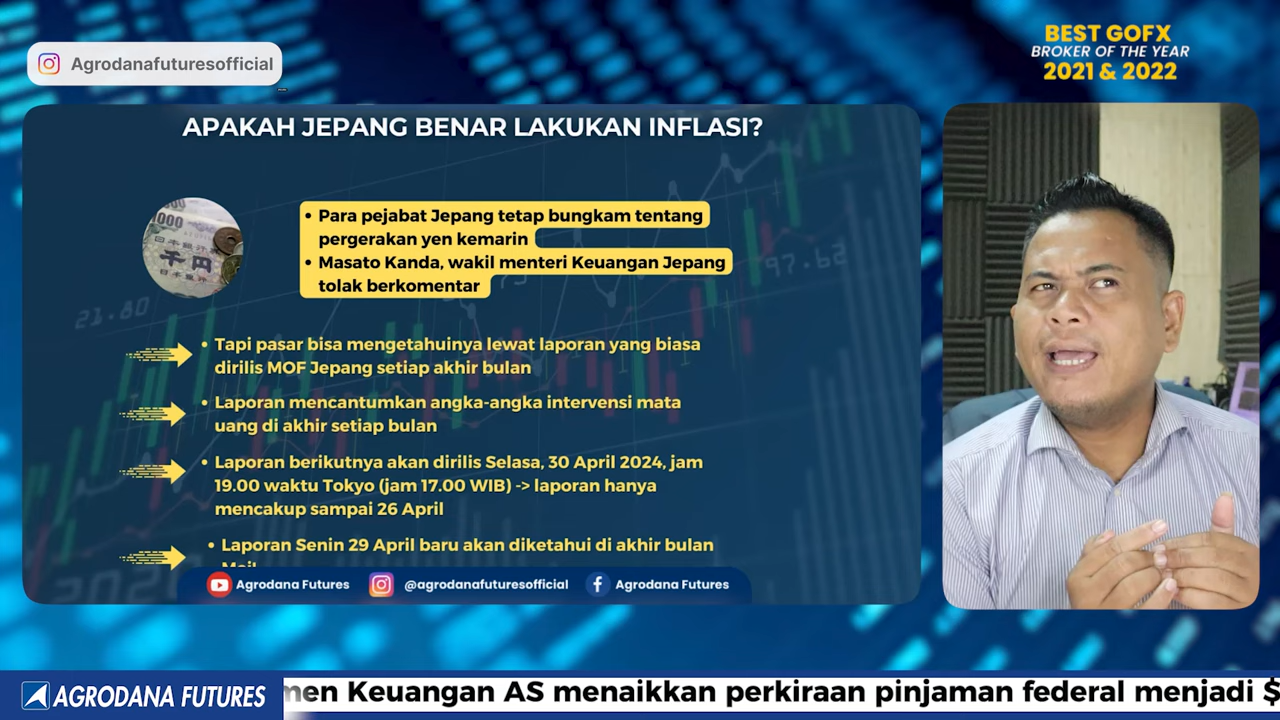 Agrodanafuturesofficial
BEST GOFX
BROKER OF THE YEAR
2021 & 2022
APAKAH JEPANG BENAR LAKUKAN INFLASI?
• Para pejabat Jepang tetap bungkam tentang
pergerakan yen kemarin
• Masato Kanda, wakil menteri Keuangan Jepang
tolak berkomentar
• Tapi pasar bisa mengetahuinya lewat laporan yang biasa
dirilis MOF Jepang setiap akhir bulan
• Laporan mencantumkan angka-angka intervensi mata
uang di akhir setiap bulan
• Laporan berikutnya akan dirilis Selasa, 30 April 2024, jam
19.00 waktu Tokyo (jam 17.00 WIB) -> laporan hanya
mencakup sampai 26 April
• Laporan Senin 29 April baru akan diketahui di akhir bulan
21.80
97.62
Agrodana Futures
@agrodanafuturesofficial
Agrodana Futures
AGRODANA FUTURES
men Keuangan AS menaikkan perkiraan pinjaman federal menjadi $